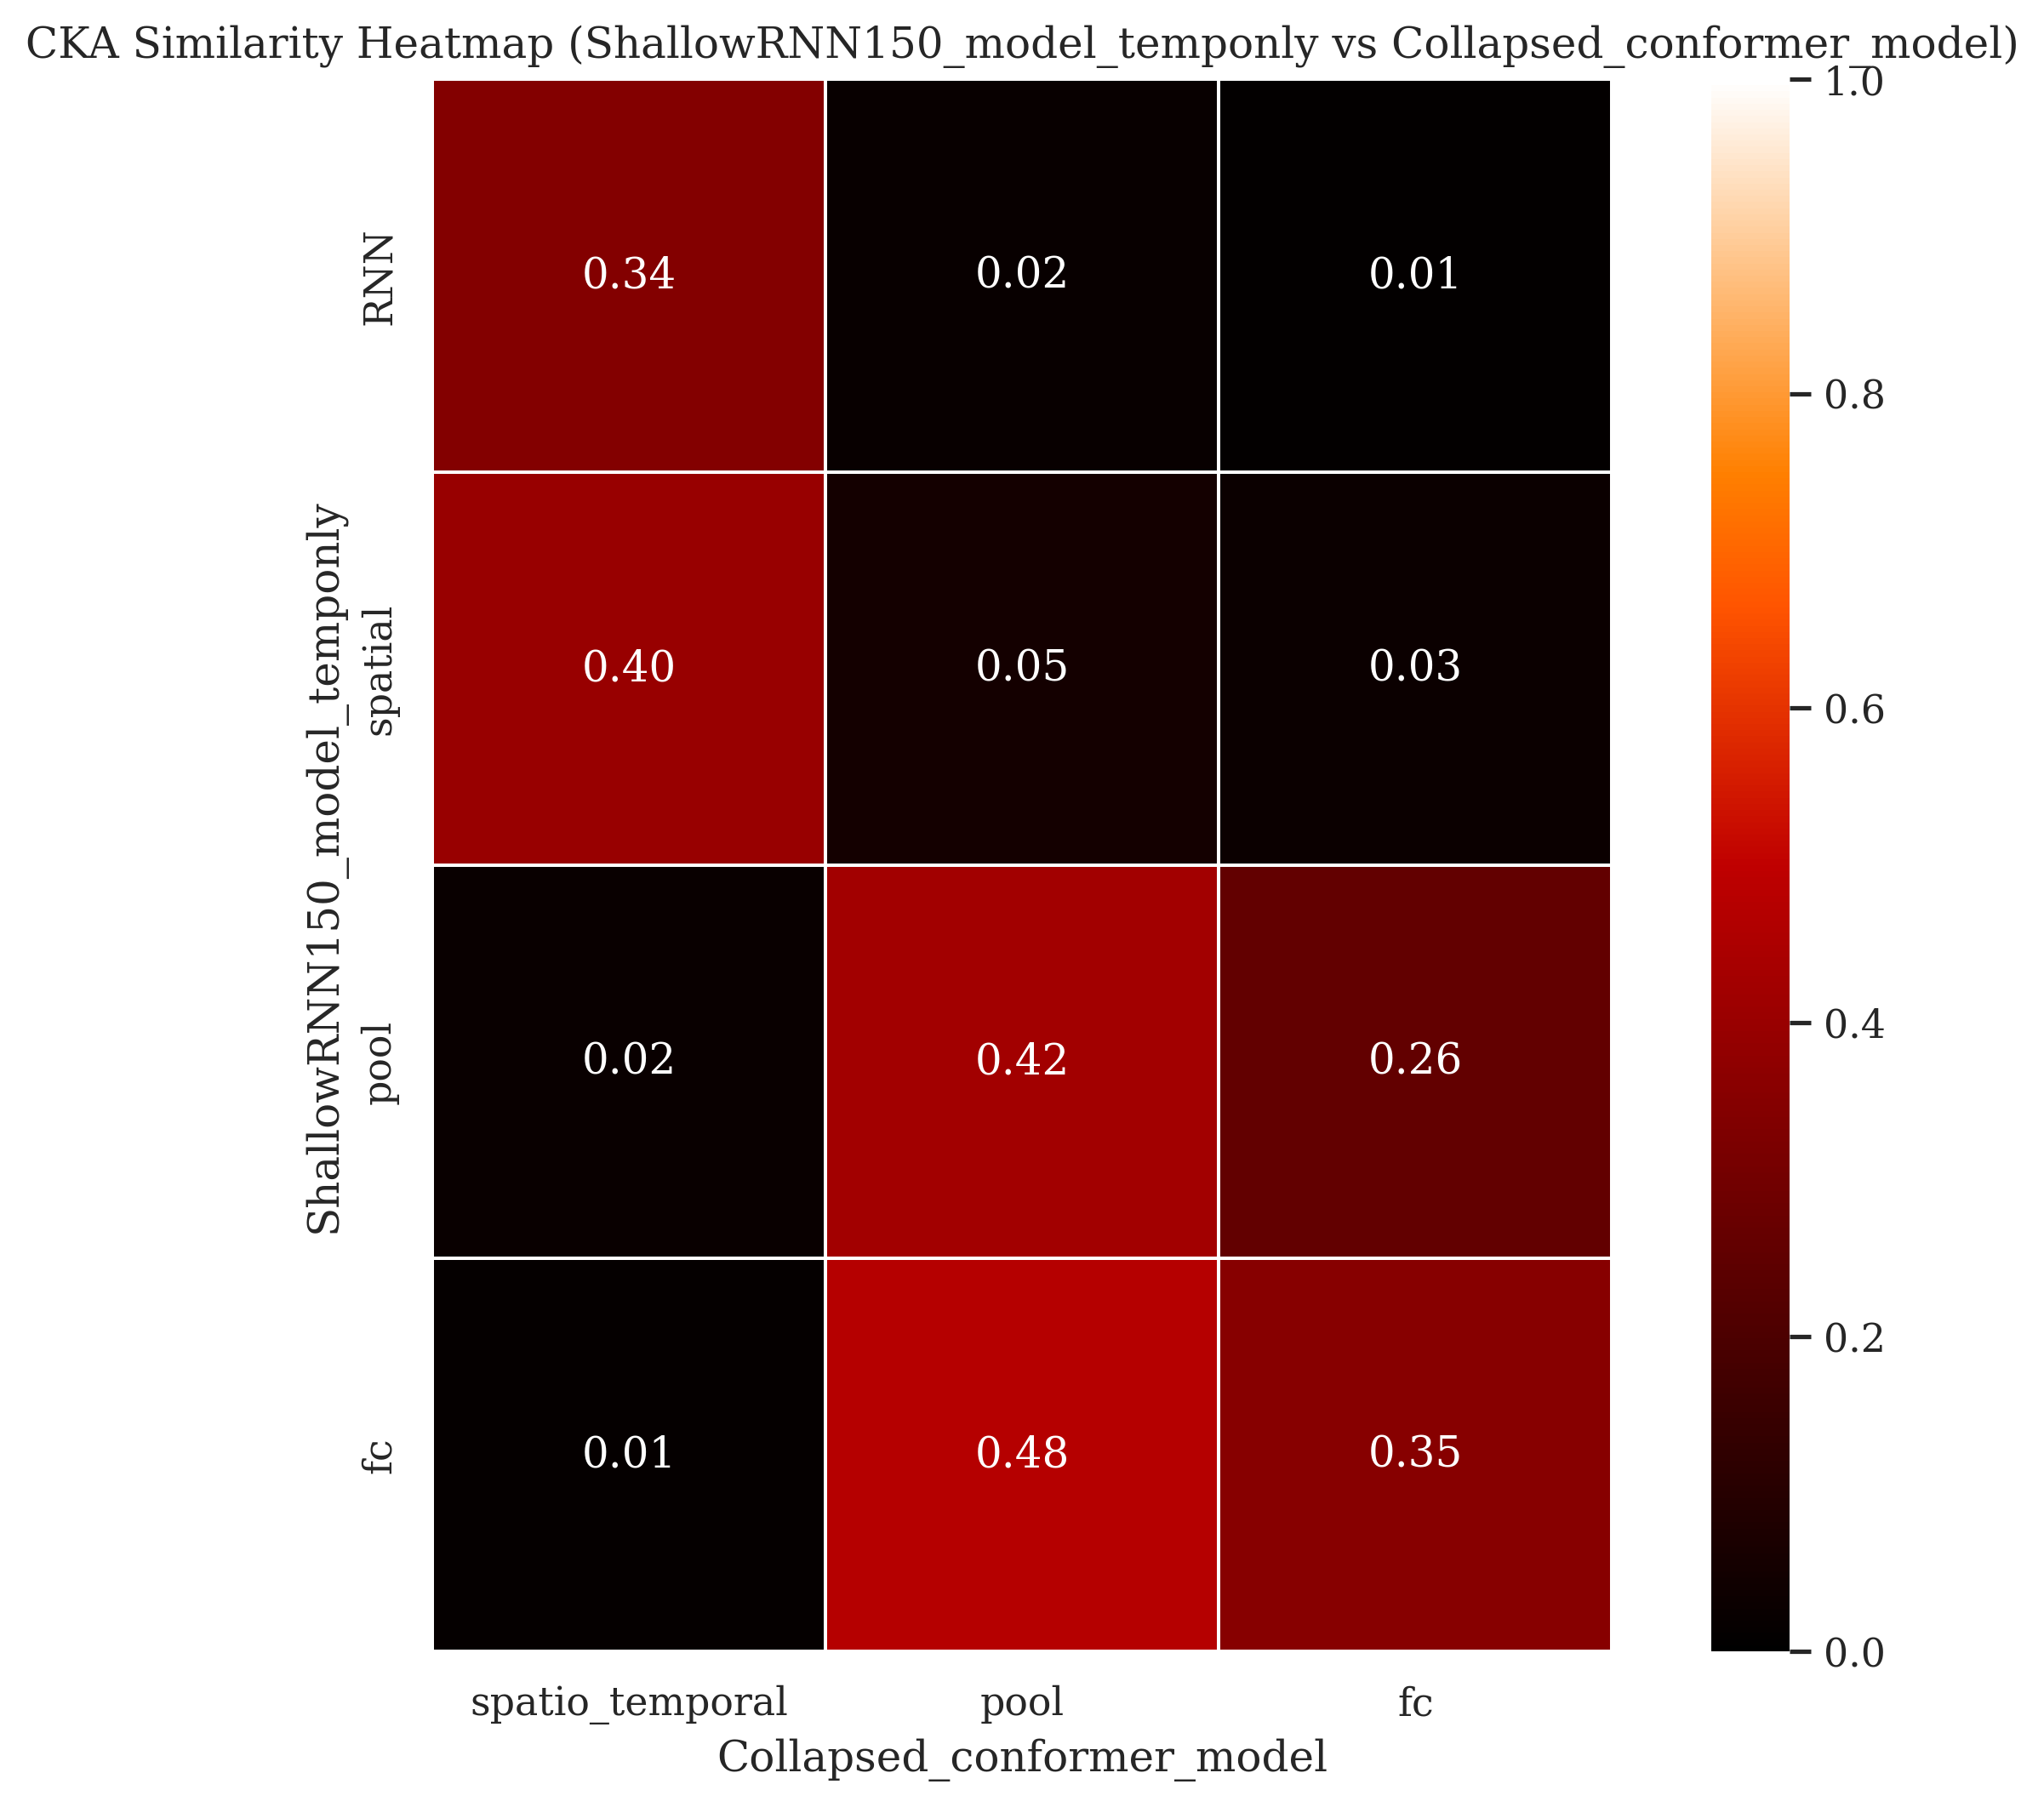 CKA Similarity Heatmap (ShallowRNN150_model_temponly vs Collapsed_conformer_model)
ShallowRNN150_model_temponly
RNN
0.34 0.02 0.01
spatial
0.40 0.05 0.03
pool
0.02 0.42 0.26
fc
0.01 0.48 0.35
spatio_temporal pool fc
Collapsed_conformer_model
1.0
0.8
0.6
0.4
0.2
0.0